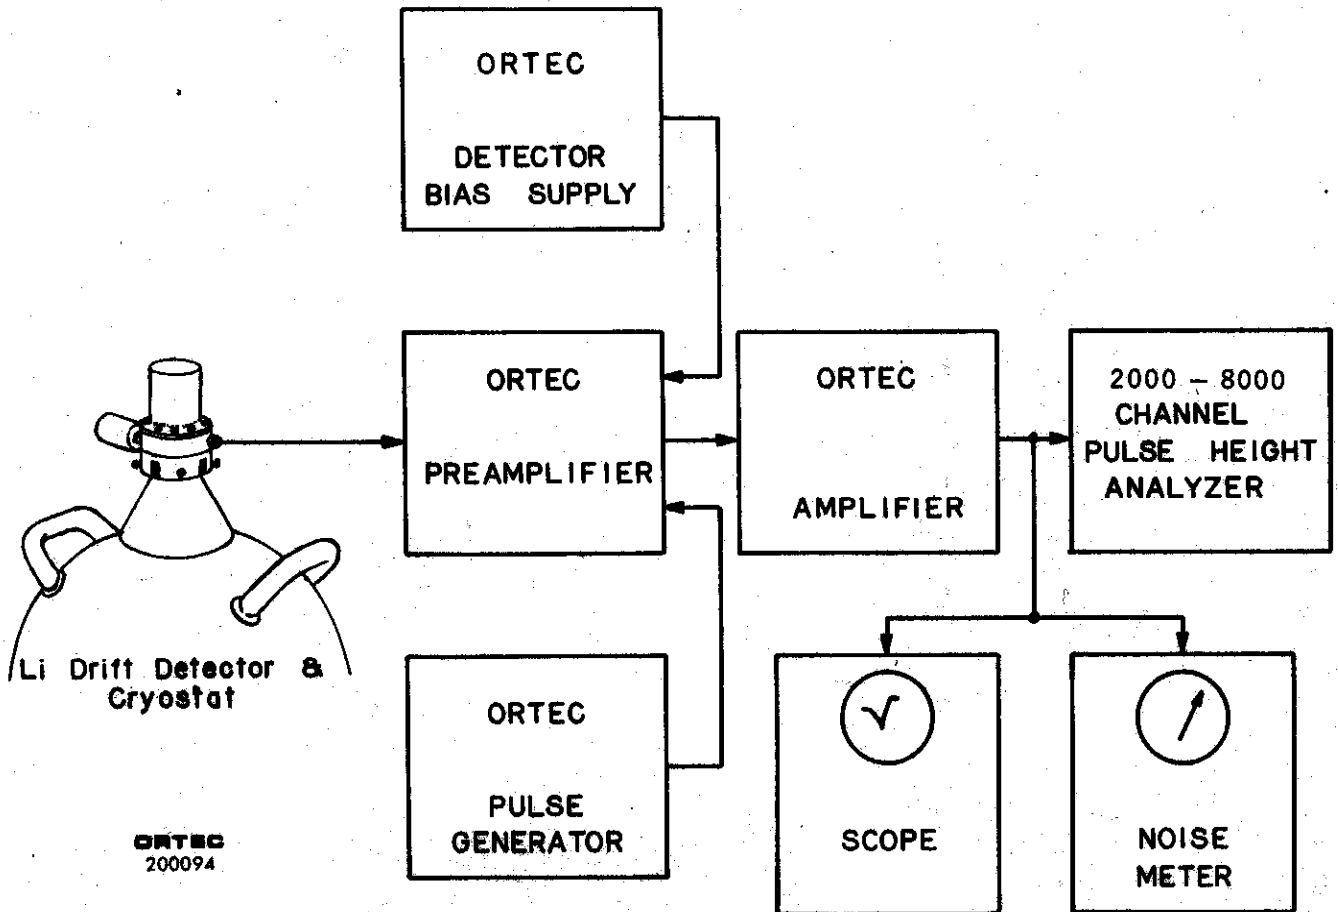 ORTEC
DETECTOR
BIAS SUPPLY
ORTEC
PREAMPLIFIER
ORTEC
AMPLIFIER
2000 – 8000
CHANNEL
PULSE HEIGHT
ANALYZER
Li Drift Detector &
Cryostat
ORTEC
PULSE
GENERATOR
SCOPE
NOISE
METER
ORTEC
200094